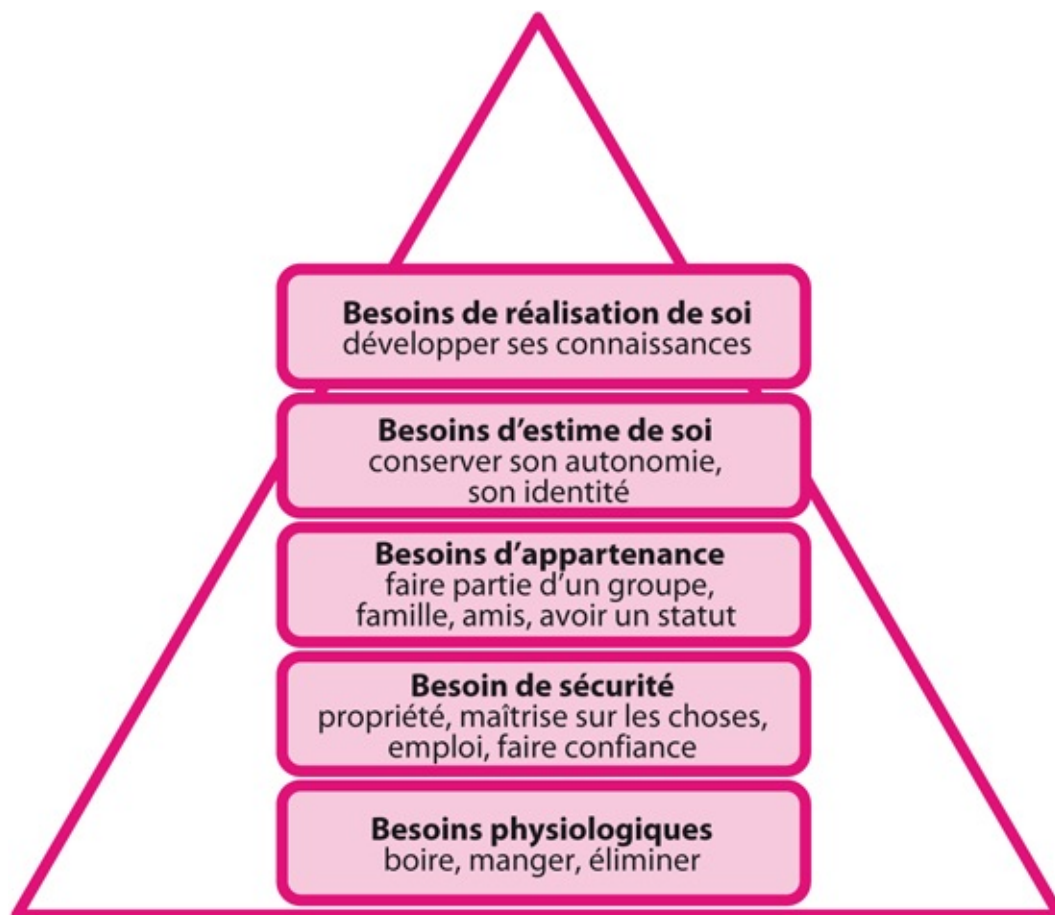 Besoins de réalisation de soi
développer ses connaissances
Besoins d'estime de soi
conserver son autonomie,
son identité
Besoins d'appartenance
faire partie d'un groupe,
famille, amis, avoir un statut
Besoin de sécurité
propriété, maîtrise sur les choses,
emploi, faire confiance
Besoins physiologiques
boire, manger, éliminer